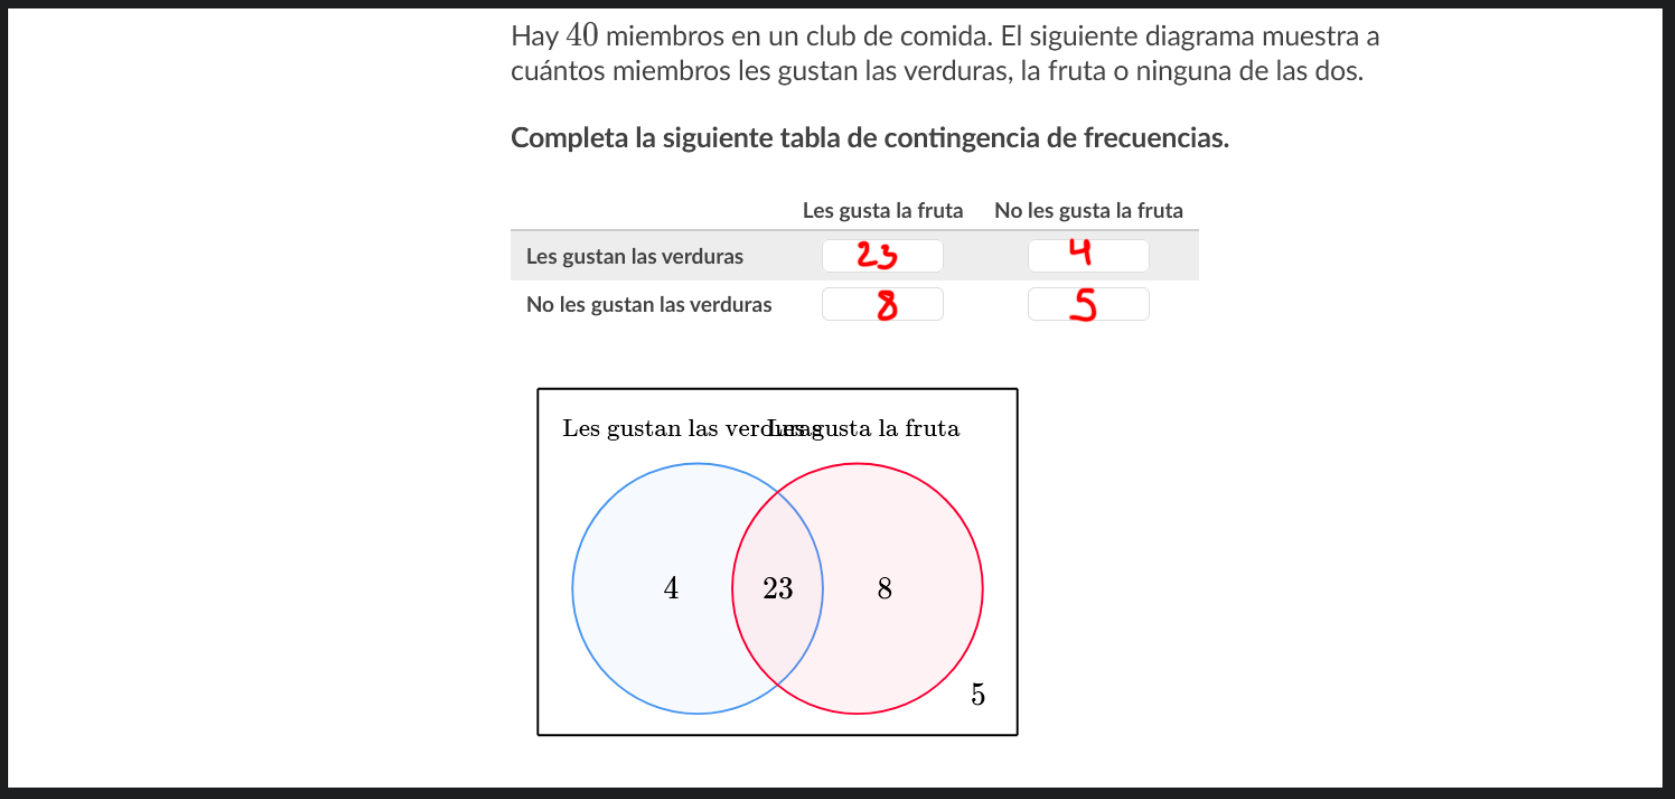 Hay 40 miembros en un club de comida. El siguiente diagrama muestra a
cuántos miembros les gustan las verduras, la fruta o ninguna de las dos.
Completa la siguiente tabla de contingencia de frecuencias.
Les gusta la fruta No les gusta la fruta
Les gustan las verduras 23 4
No les gustan las verduras 8 5
Les gustan las verduras Les gusta la fruta
4 23 8
5